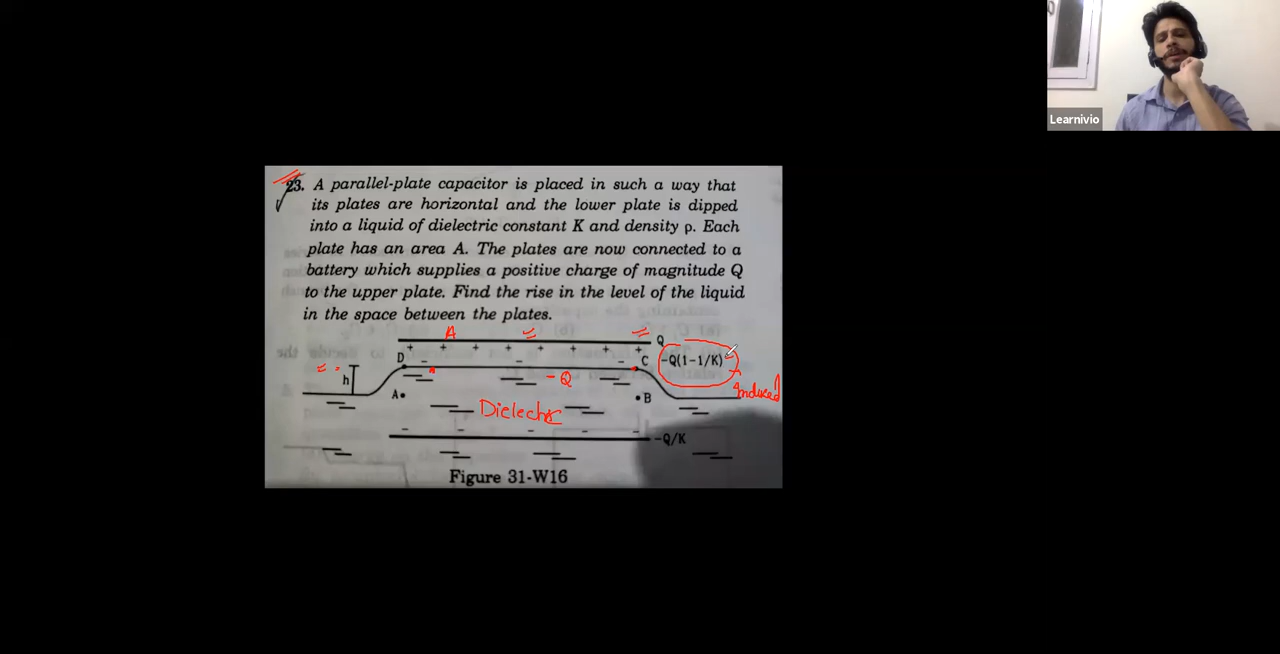 Learnivio
23. A parallel-plate capacitor is placed in such a way that
its plates are horizontal and the lower plate is dipped
into a liquid of dielectric constant K and density ρ. Each
plate has an area A. The plates are now connected to a
battery which supplies a positive charge of magnitude Q
to the upper plate. Find the rise in the level of the liquid
in the space between the plates.
A
Q
+ + + + + + + +
D
C
-Q(1-1/K)
h
- Q
Induced
A
B
-Q/K
Figure 31-W16